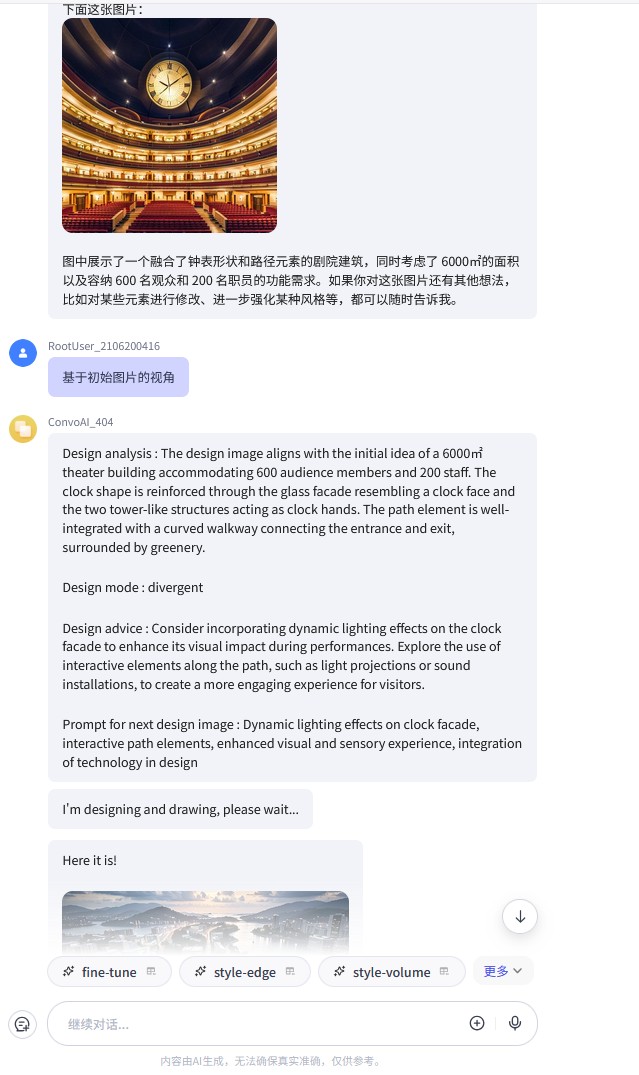 下面这张图片：
图中展示了一个融合了钟表形状和路径元素的剧院建筑，同时考虑了 6000㎡的面积
以及容纳 600 名观众和 200 名职员的功能需求。如果你对这张图片还有其他想法，
比如对某些元素进行修改、进一步强化某种风格等，都可以随时告诉我。
RootUser_2106200416
基于初始图片的视角
ConvoAI_404
Design analysis : The design image aligns with the initial idea of a 6000㎡
theater building accommodating 600 audience members and 200 staff. The
clock shape is reinforced through the glass facade resembling a clock face and
the two tower-like structures acting as clock hands. The path element is well-
integrated with a curved walkway connecting the entrance and exit,
surrounded by greenery.
Design mode : divergent
Design advice : Consider incorporating dynamic lighting effects on the clock
facade to enhance its visual impact during performances. Explore the use of
interactive elements along the path, such as light projections or sound
installations, to create a more engaging experience for visitors.
Prompt for next design image : Dynamic lighting effects on clock facade,
interactive path elements, enhanced visual and sensory experience, integration
of technology in design
I'm designing and drawing, please wait...
Here it is!
fine-tune style-edge style-volume 更多
继续对话...
内容由AI生成，无法确保真实准确，仅供参考。